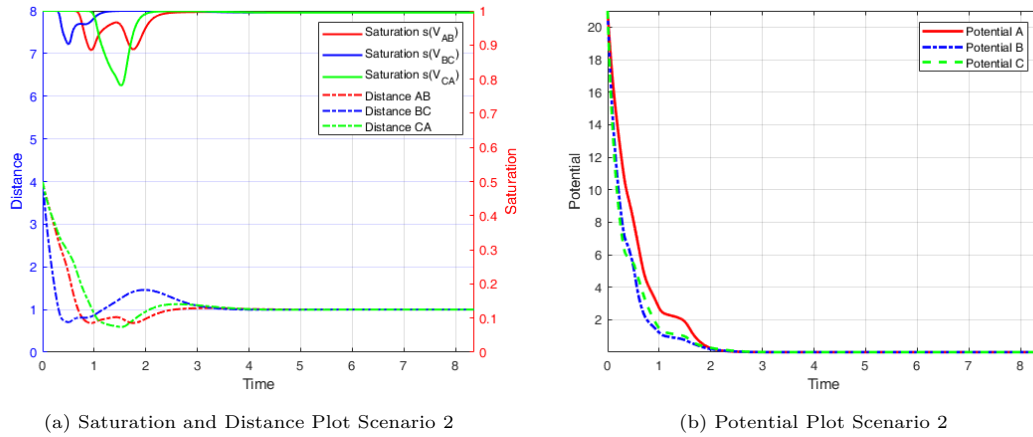 8
7
6
5
4
3
2
1
0
Distance
1
0.9
0.8
0.7
0.6
0.5
0.4
0.3
0.2
0.1
0
Saturation
Saturation s(V_AB)
Saturation s(V_BC)
Saturation s(V_CA)
Distance AB
Distance BC
Distance CA
0 1 2 3 4 5 6 7 8
Time
(a) Saturation and Distance Plot Scenario 2
20
18
16
14
12
10
8
6
4
2
Potential
Potential A
Potential B
Potential C
0 1 2 3 4 5 6 7 8
Time
(b) Potential Plot Scenario 2